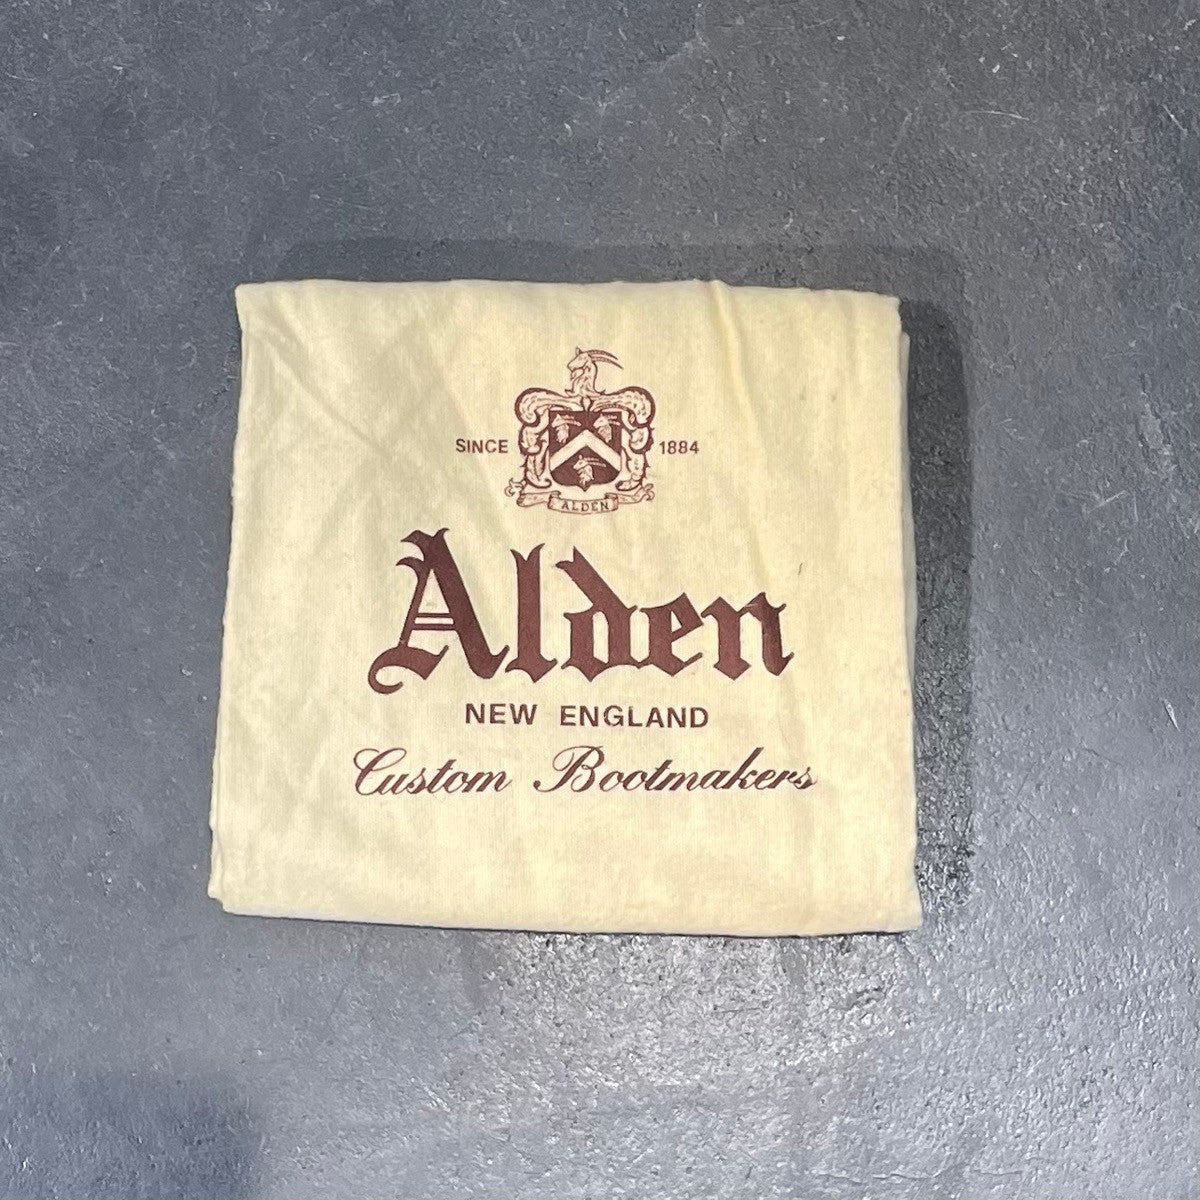 SINCE 1884
ALDEN
Alden
NEW ENGLAND
Custom Bootmakers